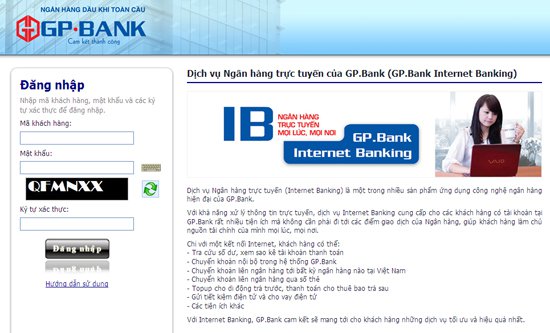 NGÂN HÀNG DẦU KHÍ TOÀN CẦU
GP.BANK
Cam kết thành công
Đăng nhập
Nhập mã khách hàng, mật khẩu và các ký
tự xác thực để đăng nhập.
Mã khách hàng:
Mật khẩu:
QFMNXX
Ký tự xác thực:
Đăng nhập
Hướng dẫn sử dụng
Dịch vụ Ngân hàng trực tuyến của GP.Bank (GP.Bank Internet Banking)
IB NGÂN HÀNG
TRỰC TUYẾN
MỌI LÚC, MỌI NƠI
GP.Bank
Internet Banking
VAIO
Dịch vụ Ngân hàng trực tuyến (Internet Banking) là một trong nhiều sản phẩm ứng dụng công nghệ ngân hàng
hiện đại của GP.Bank.
Với khả năng xử lý thông tin trực tuyến, dịch vụ Internet Banking cung cấp cho các khách hàng có tài khoản tại
GP.Bank rất nhiều tiện ích mà không cần phải đi tới các điểm giao dịch của Ngân hàng, giúp khách hàng làm chủ
nguồn tài chính của mình mọi lúc, mọi nơi.
Chỉ với một kết nối Internet, khách hàng có thể:
- Tra cứu số dư, xem sao kê tài khoản thanh toán
- Chuyển khoản nội bộ trong hệ thống GP.Bank
- Chuyển khoản liên ngân hàng tới bất kỳ ngân hàng nào tại Việt Nam
- Chuyển khoản liên ngân hàng qua số thẻ
- Topup cho di động trả trước, thanh toán cho thuê bao trả sau
- Gửi tiết kiệm điện tử và cho vay điện tử
- Các tiện ích khác
Với Internet Banking, GP.Bank cam kết sẽ mang tới cho khách hàng những dịch vụ tối ưu và hiệu quả nhất.